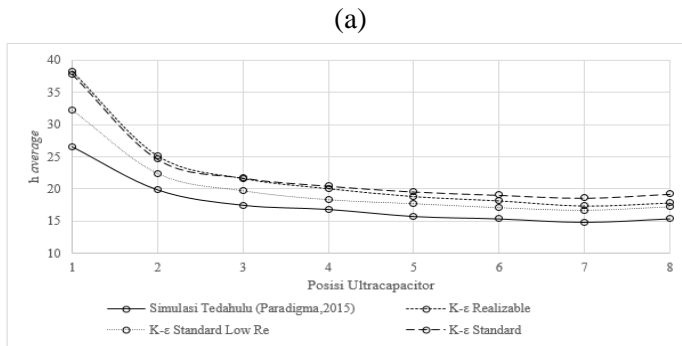 (a)
40
35
30
25
20
15
10
h average
1 2 3 4 5 6 7 8
Posisi Ultracapacitor
Simulasi Tedahulu (Paradigma,2015) K-ε Realizable
K-ε Standard Low Re K-ε Standard